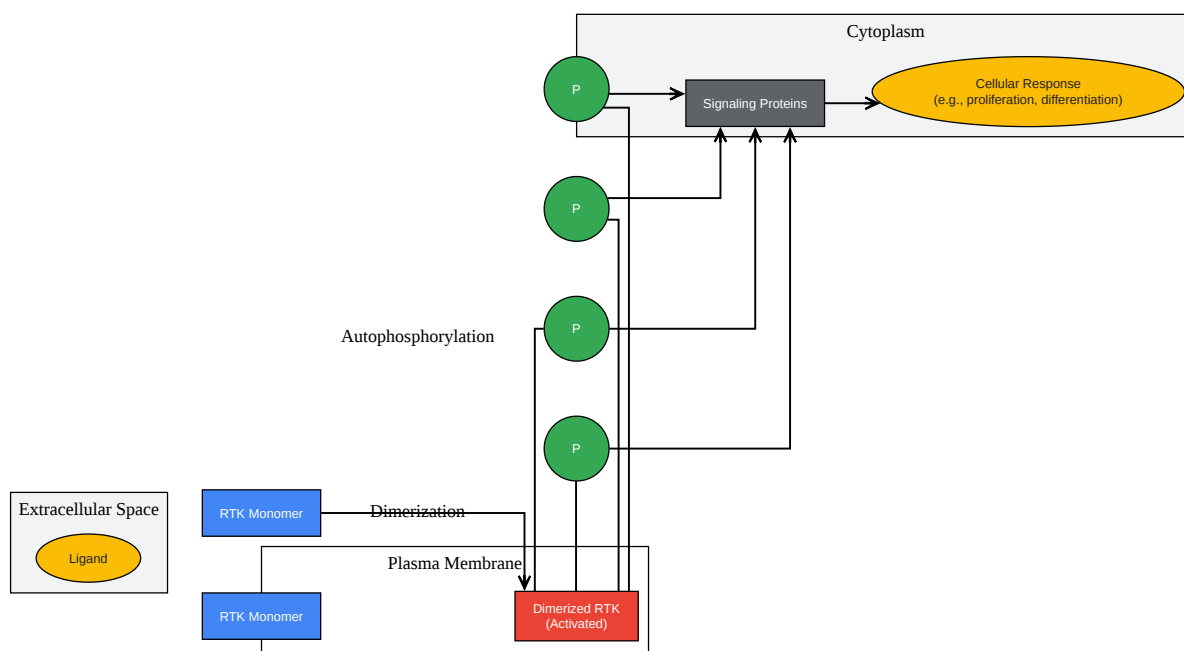 Cytoplasm
P
Signaling Proteins
Cellular Response
(e.g., proliferation, differentiation)
P
P
Autophosphorylation
P
Extracellular Space
Ligand
RTK Monomer
Dimerization
Plasma Membrane
RTK Monomer
Dimerized RTK
(Activated)